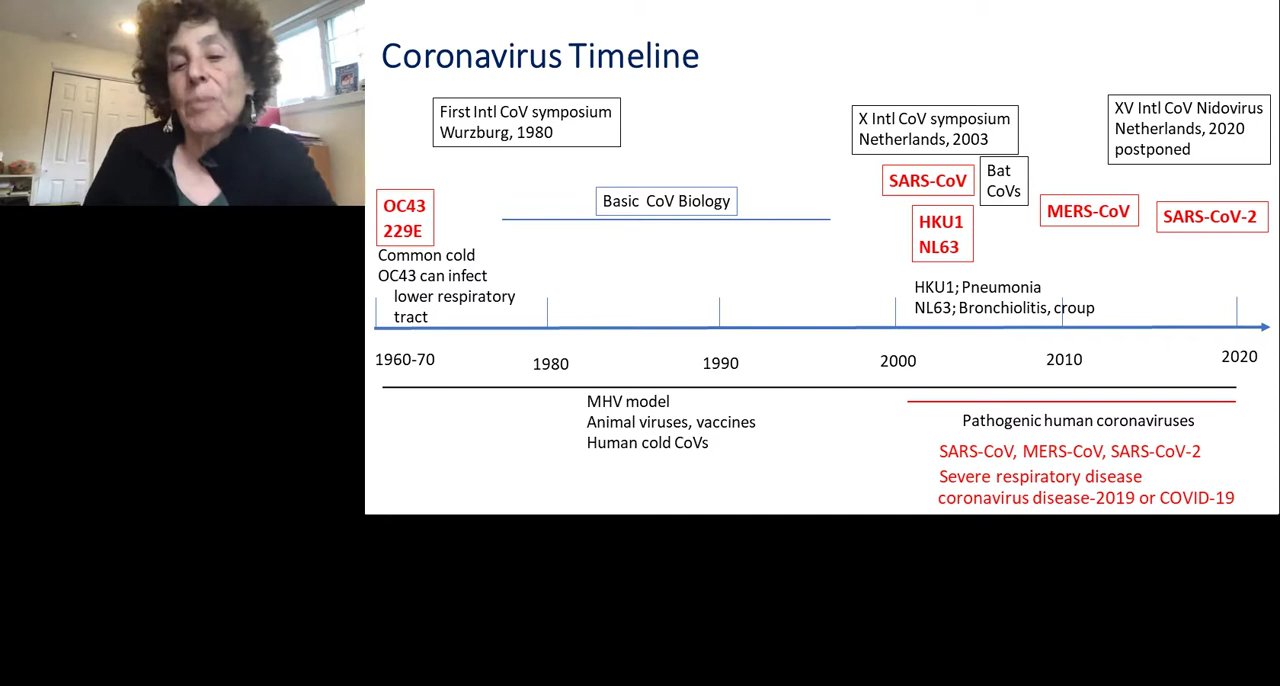 Coronavirus Timeline
First Intl CoV symposium
Wurzburg, 1980
X Intl CoV symposium
Netherlands, 2003
XV Intl CoV Nidovirus
Netherlands, 2020
postponed
OC43
229E
Basic CoV Biology
SARS-CoV
Bat
CoVs
HKU1
NL63
MERS-CoV
SARS-CoV-2
Common cold
OC43 can infect
lower respiratory
tract
HKU1; Pneumonia
NL63; Bronchiolitis, croup
1960-70
1980
1990
2000
2010
2020
MHV model
Animal viruses, vaccines
Human cold CoVs
Pathogenic human coronaviruses
SARS-CoV, MERS-CoV, SARS-CoV-2
Severe respiratory disease
coronavirus disease-2019 or COVID-19